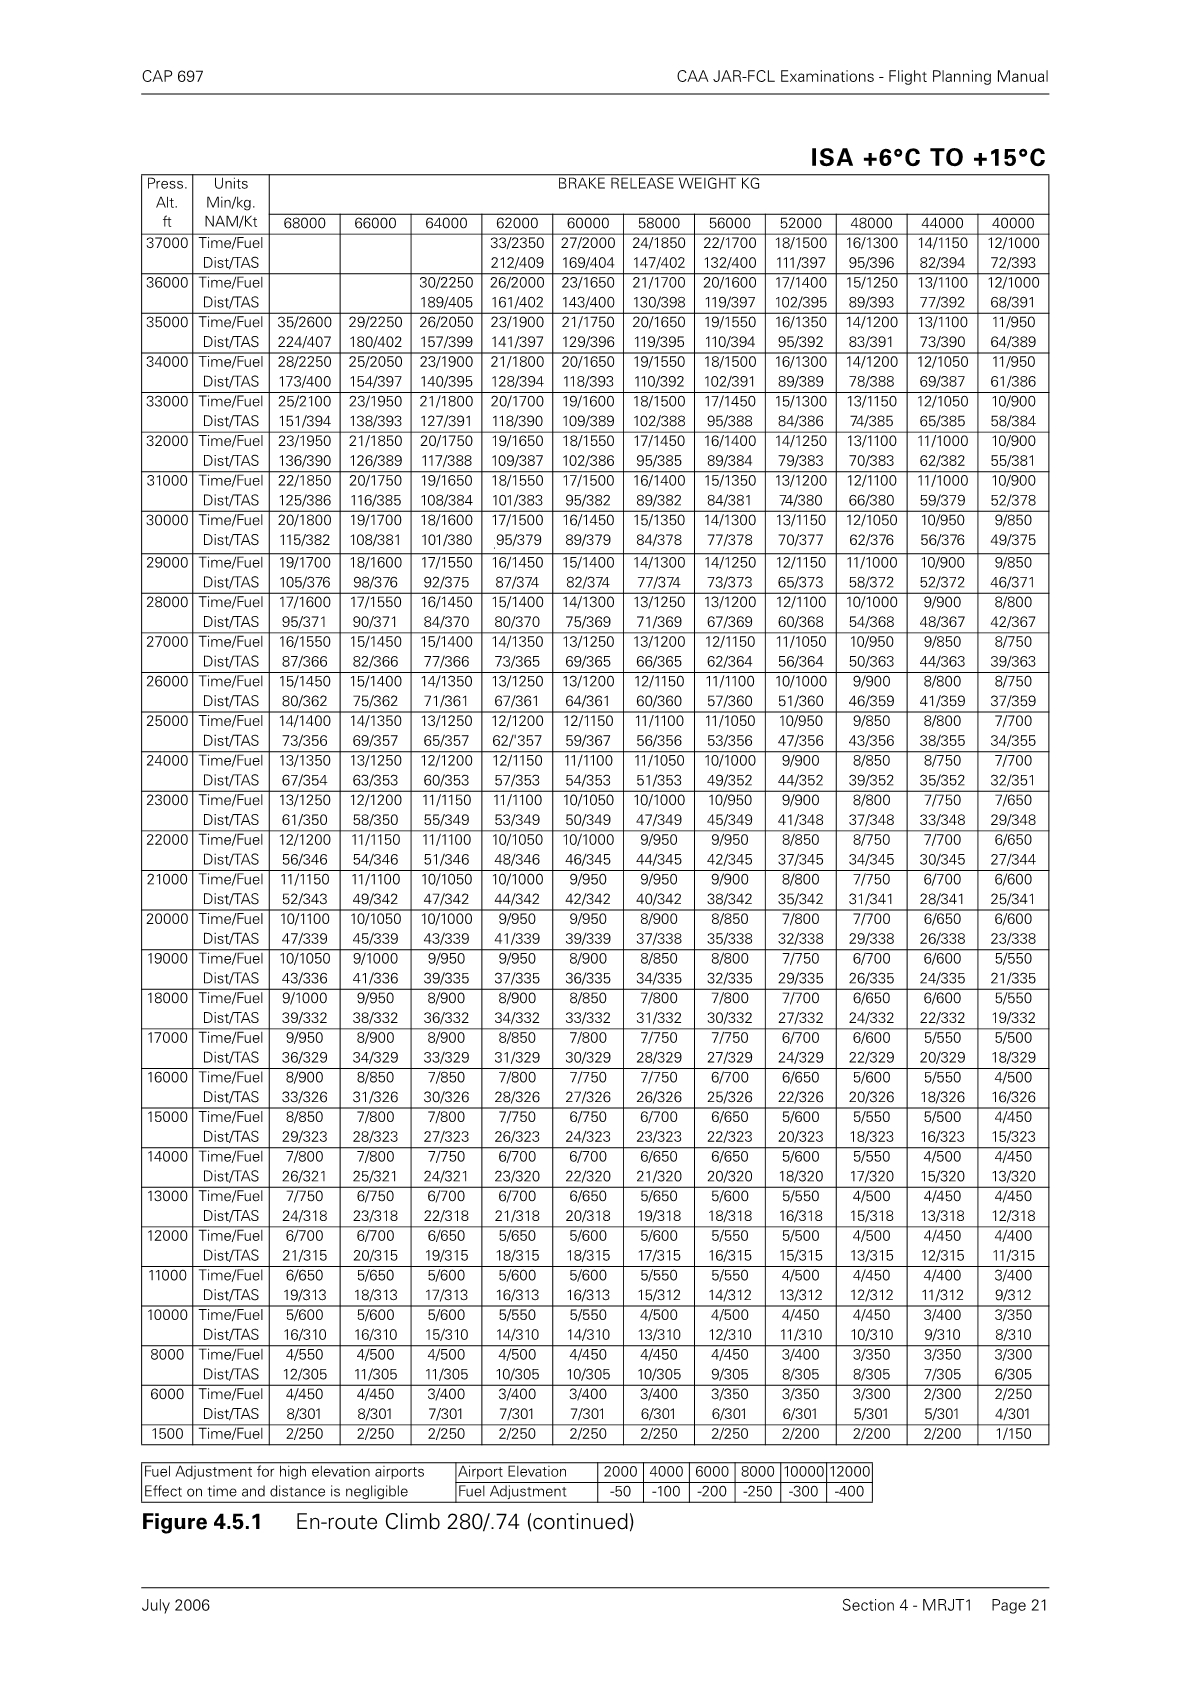 CAP 697 CAA JAR-FCL Examinations - Flight Planning Manual
ISA +6°C TO +15°C
Press. Units BRAKE RELEASE WEIGHT KG
Alt. Min/kg.
ft NAM/Kt 68000 66000 64000 62000 60000 58000 56000 52000 48000 44000 40000
37000 Time/Fuel 33/2350 27/2000 24/1850 22/1700 18/1500 16/1300 14/1150 12/1000
Dist/TAS 212/409 169/404 147/402 132/400 111/397 95/396 82/394 72/393
36000 Time/Fuel 30/2250 26/2000 23/1650 21/1700 20/1600 17/1400 15/1250 13/1100 12/1000
Dist/TAS 189/405 161/402 143/400 130/398 119/397 102/395 89/393 77/392 68/391
35000 Time/Fuel 35/2600 29/2250 26/2050 23/1900 21/1750 20/1650 19/1550 16/1350 14/1200 13/1100 11/950
Dist/TAS 224/407 180/402 157/399 141/397 129/396 119/395 110/394 95/392 83/391 73/390 64/389
34000 Time/Fuel 28/2250 25/2050 23/1900 21/1800 20/1650 19/1550 18/1500 16/1300 14/1200 12/1050 11/950
Dist/TAS 173/400 154/397 140/395 128/394 118/393 110/392 102/391 89/389 78/388 69/387 61/386
33000 Time/Fuel 25/2100 23/1950 21/1800 20/1700 19/1600 18/1500 17/1450 15/1300 13/1150 12/1050 10/900
Dist/TAS 151/394 138/393 127/391 118/390 109/389 102/388 95/388 84/386 74/385 65/385 58/384
32000 Time/Fuel 23/1950 21/1850 20/1750 19/1650 18/1550 17/1450 16/1400 14/1250 13/1100 11/1000 10/900
Dist/TAS 136/390 126/389 117/388 109/387 102/386 95/385 89/384 79/383 70/383 62/382 55/381
31000 Time/Fuel 22/1850 20/1750 19/1650 18/1550 17/1500 16/1400 15/1350 13/1200 12/1100 11/1000 10/900
Dist/TAS 125/386 116/385 108/384 101/383 95/382 89/382 84/381 74/380 66/380 59/379 52/378
30000 Time/Fuel 20/1800 19/1700 18/1600 17/1500 16/1450 15/1350 14/1300 13/1150 12/1050 10/950 9/850
Dist/TAS 115/382 108/381 101/380 95/379 89/379 84/378 77/378 70/377 62/376 56/376 49/375
29000 Time/Fuel 19/1700 18/1600 17/1550 16/1450 15/1400 14/1300 14/1250 12/1150 11/1000 10/900 9/850
Dist/TAS 105/376 98/376 92/375 87/374 82/374 77/374 73/373 65/373 58/372 52/372 46/371
28000 Time/Fuel 17/1600 17/1550 16/1450 15/1400 14/1300 13/1250 13/1200 12/1100 10/1000 9/900 8/800
Dist/TAS 95/371 90/371 84/370 80/370 75/369 71/369 67/369 60/368 54/368 48/367 42/367
27000 Time/Fuel 16/1550 15/1450 15/1400 14/1350 13/1250 13/1200 12/1150 11/1050 10/950 9/850 8/750
Dist/TAS 87/366 82/366 77/366 73/365 69/365 66/365 62/364 56/364 50/363 44/363 39/363
26000 Time/Fuel 15/1450 15/1400 14/1350 13/1250 13/1200 12/1150 11/1100 10/1000 9/900 8/800 8/750
Dist/TAS 80/362 75/362 71/361 67/361 64/361 60/360 57/360 51/360 46/359 41/359 37/359
25000 Time/Fuel 14/1400 14/1350 13/1250 12/1200 12/1150 11/1100 11/1050 10/950 9/850 8/800 7/700
Dist/TAS 73/356 69/357 65/357 62/'357 59/367 56/356 53/356 47/356 43/356 38/355 34/355
24000 Time/Fuel 13/1350 13/1250 12/1200 12/1150 11/1100 11/1050 10/1000 9/900 8/850 8/750 7/700
Dist/TAS 67/354 63/353 60/353 57/353 54/353 51/353 49/352 44/352 39/352 35/352 32/351
23000 Time/Fuel 13/1250 12/1200 11/1150 11/1100 10/1050 10/1000 10/950 9/900 8/800 7/750 7/650
Dist/TAS 61/350 58/350 55/349 53/349 50/349 47/349 45/349 41/348 37/348 33/348 29/348
22000 Time/Fuel 12/1200 11/1150 11/1100 10/1050 10/1000 9/950 9/950 8/850 8/750 7/700 6/650
Dist/TAS 56/346 54/346 51/346 48/346 46/345 44/345 42/345 37/345 34/345 30/345 27/344
21000 Time/Fuel 11/1150 11/1100 10/1050 10/1000 9/950 9/950 9/900 8/800 7/750 6/700 6/600
Dist/TAS 52/343 49/342 47/342 44/342 42/342 40/342 38/342 35/342 31/341 28/341 25/341
20000 Time/Fuel 10/1100 10/1050 10/1000 9/950 9/950 8/900 8/850 7/800 7/700 6/650 6/600
Dist/TAS 47/339 45/339 43/339 41/339 39/339 37/338 35/338 32/338 29/338 26/338 23/338
19000 Time/Fuel 10/1050 9/1000 9/950 9/950 8/900 8/850 8/800 7/750 6/700 6/600 5/550
Dist/TAS 43/336 41/336 39/335 37/335 36/335 34/335 32/335 29/335 26/335 24/335 21/335
18000 Time/Fuel 9/1000 9/950 8/900 8/900 8/850 7/800 7/800 7/700 6/650 6/600 5/550
Dist/TAS 39/332 38/332 36/332 34/332 33/332 31/332 30/332 27/332 24/332 22/332 19/332
17000 Time/Fuel 9/950 8/900 8/900 8/850 7/800 7/750 7/750 6/700 6/600 5/550 5/500
Dist/TAS 36/329 34/329 33/329 31/329 30/329 28/329 27/329 24/329 22/329 20/329 18/329
16000 Time/Fuel 8/900 8/850 7/850 7/800 7/750 7/750 6/700 6/650 5/600 5/550 4/500
Dist/TAS 33/326 31/326 30/326 28/326 27/326 26/326 25/326 22/326 20/326 18/326 16/326
15000 Time/Fuel 8/850 7/800 7/800 7/750 6/750 6/700 6/650 5/600 5/550 5/500 4/450
Dist/TAS 29/323 28/323 27/323 26/323 24/323 23/323 22/323 20/323 18/323 16/323 15/323
14000 Time/Fuel 7/800 7/800 7/750 6/700 6/700 6/650 6/650 5/600 5/550 4/500 4/450
Dist/TAS 26/321 25/321 24/321 23/320 22/320 21/320 20/320 18/320 17/320 15/320 13/320
13000 Time/Fuel 7/750 6/750 6/700 6/700 6/650 5/650 5/600 5/550 4/500 4/450 4/450
Dist/TAS 24/318 23/318 22/318 21/318 20/318 19/318 18/318 16/318 15/318 13/318 12/318
12000 Time/Fuel 6/700 6/700 6/650 5/650 5/600 5/600 5/550 5/500 4/500 4/450 4/400
Dist/TAS 21/315 20/315 19/315 18/315 18/315 17/315 16/315 15/315 13/315 12/315 11/315
11000 Time/Fuel 6/650 5/650 5/600 5/600 5/600 5/550 5/550 4/500 4/450 4/400 3/400
Dist/TAS 19/313 18/313 17/313 16/313 16/313 15/312 14/312 13/312 12/312 11/312 9/312
10000 Time/Fuel 5/600 5/600 5/600 5/550 5/550 4/500 4/500 4/450 4/450 3/400 3/350
Dist/TAS 16/310 16/310 15/310 14/310 14/310 13/310 12/310 11/310 10/310 9/310 8/310
8000 Time/Fuel 4/550 4/500 4/500 4/500 4/450 4/450 4/450 3/400 3/350 3/350 3/300
Dist/TAS 12/305 11/305 11/305 10/305 10/305 10/305 9/305 8/305 8/305 7/305 6/305
6000 Time/Fuel 4/450 4/450 3/400 3/400 3/400 3/400 3/350 3/350 3/300 2/300 2/250
Dist/TAS 8/301 8/301 7/301 7/301 7/301 6/301 6/301 6/301 5/301 5/301 4/301
1500 Time/Fuel 2/250 2/250 2/250 2/250 2/250 2/250 2/250 2/200 2/200 2/200 1/150
Fuel Adjustment for high elevation airports Airport Elevation 2000 4000 6000 8000 10000 12000
Effect on time and distance is negligible Fuel Adjustment -50 -100 -200 -250 -300 -400
Figure 4.5.1 En-route Climb 280/.74 (continued)
July 2006 Section 4 - MRJT1 Page 21